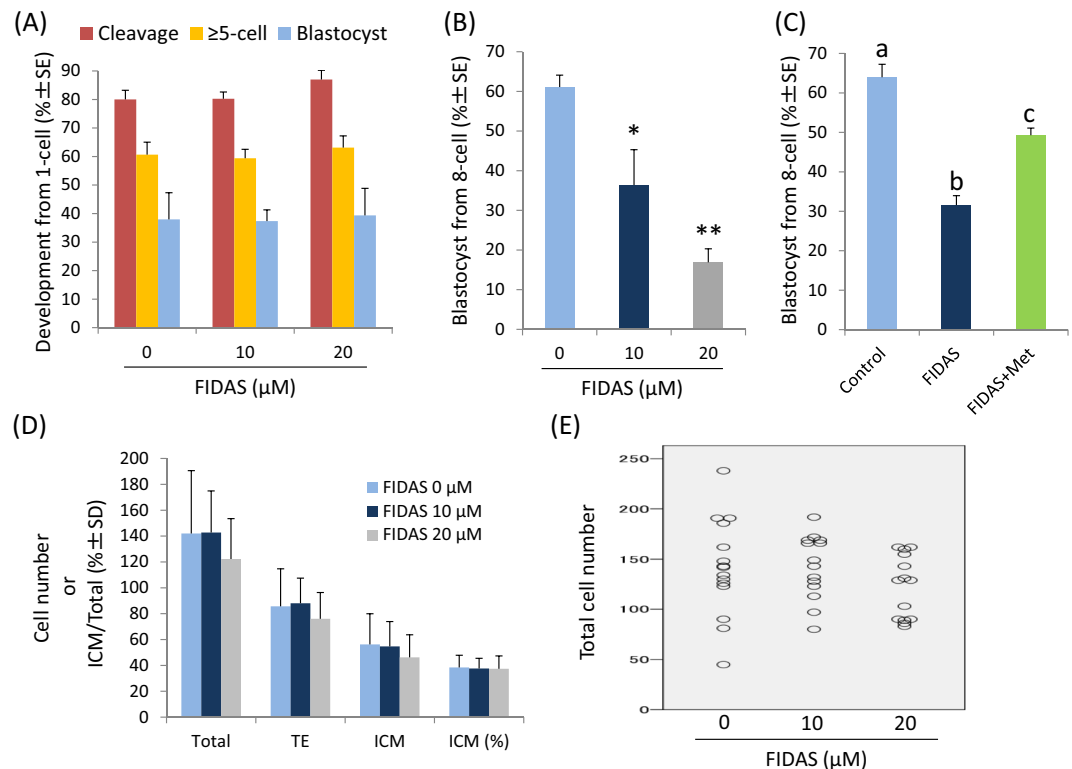 (A)
Cleavage ≥5-cell Blastocyst
Development from 1-cell (%±SE)
90
80
70
60
50
40
30
20
10
0
0 10 20
FIDAS (µM)
(B)
Blastocyst from 8-cell (%±SE)
70
60
50
40
30
20
10
0
*
**
0 10 20
FIDAS (µM)
(C)
Blastocyst from 8-cell (%±SE)
70
60
50
40
30
20
10
0
a
b
c
Control
FIDAS
FIDAS+Met
(D)
Cell number
or
ICM/Total (%±SD)
200
180
160
140
120
100
80
60
40
20
0
FIDAS 0 µM
FIDAS 10 µM
FIDAS 20 µM
Total TE ICM ICM (%)
(E)
Total cell number
250
200
150
100
50
0
0 10 20
FIDAS (µM)